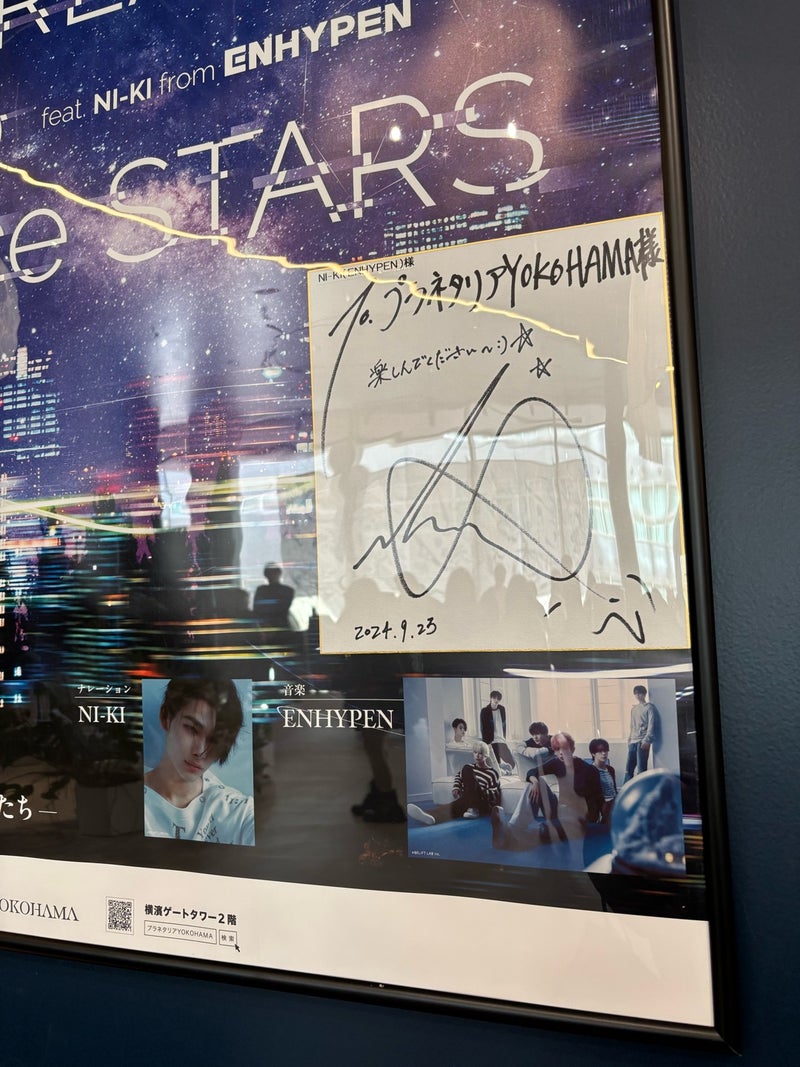 feat. NI-KI from ENHYPEN
STARS
NI-KI(ENHYPEN)様
To. プラネタリアYOKOHAMA様
楽しんでください〜:)☆
☆
2024.9.23
ナレーション
NI-KI
音楽
ENHYPEN
©BELIFT LAB Inc.
たち—
OKOHAMA
横濱ゲートタワー2階
プラネタリアYOKOHAMA 検索